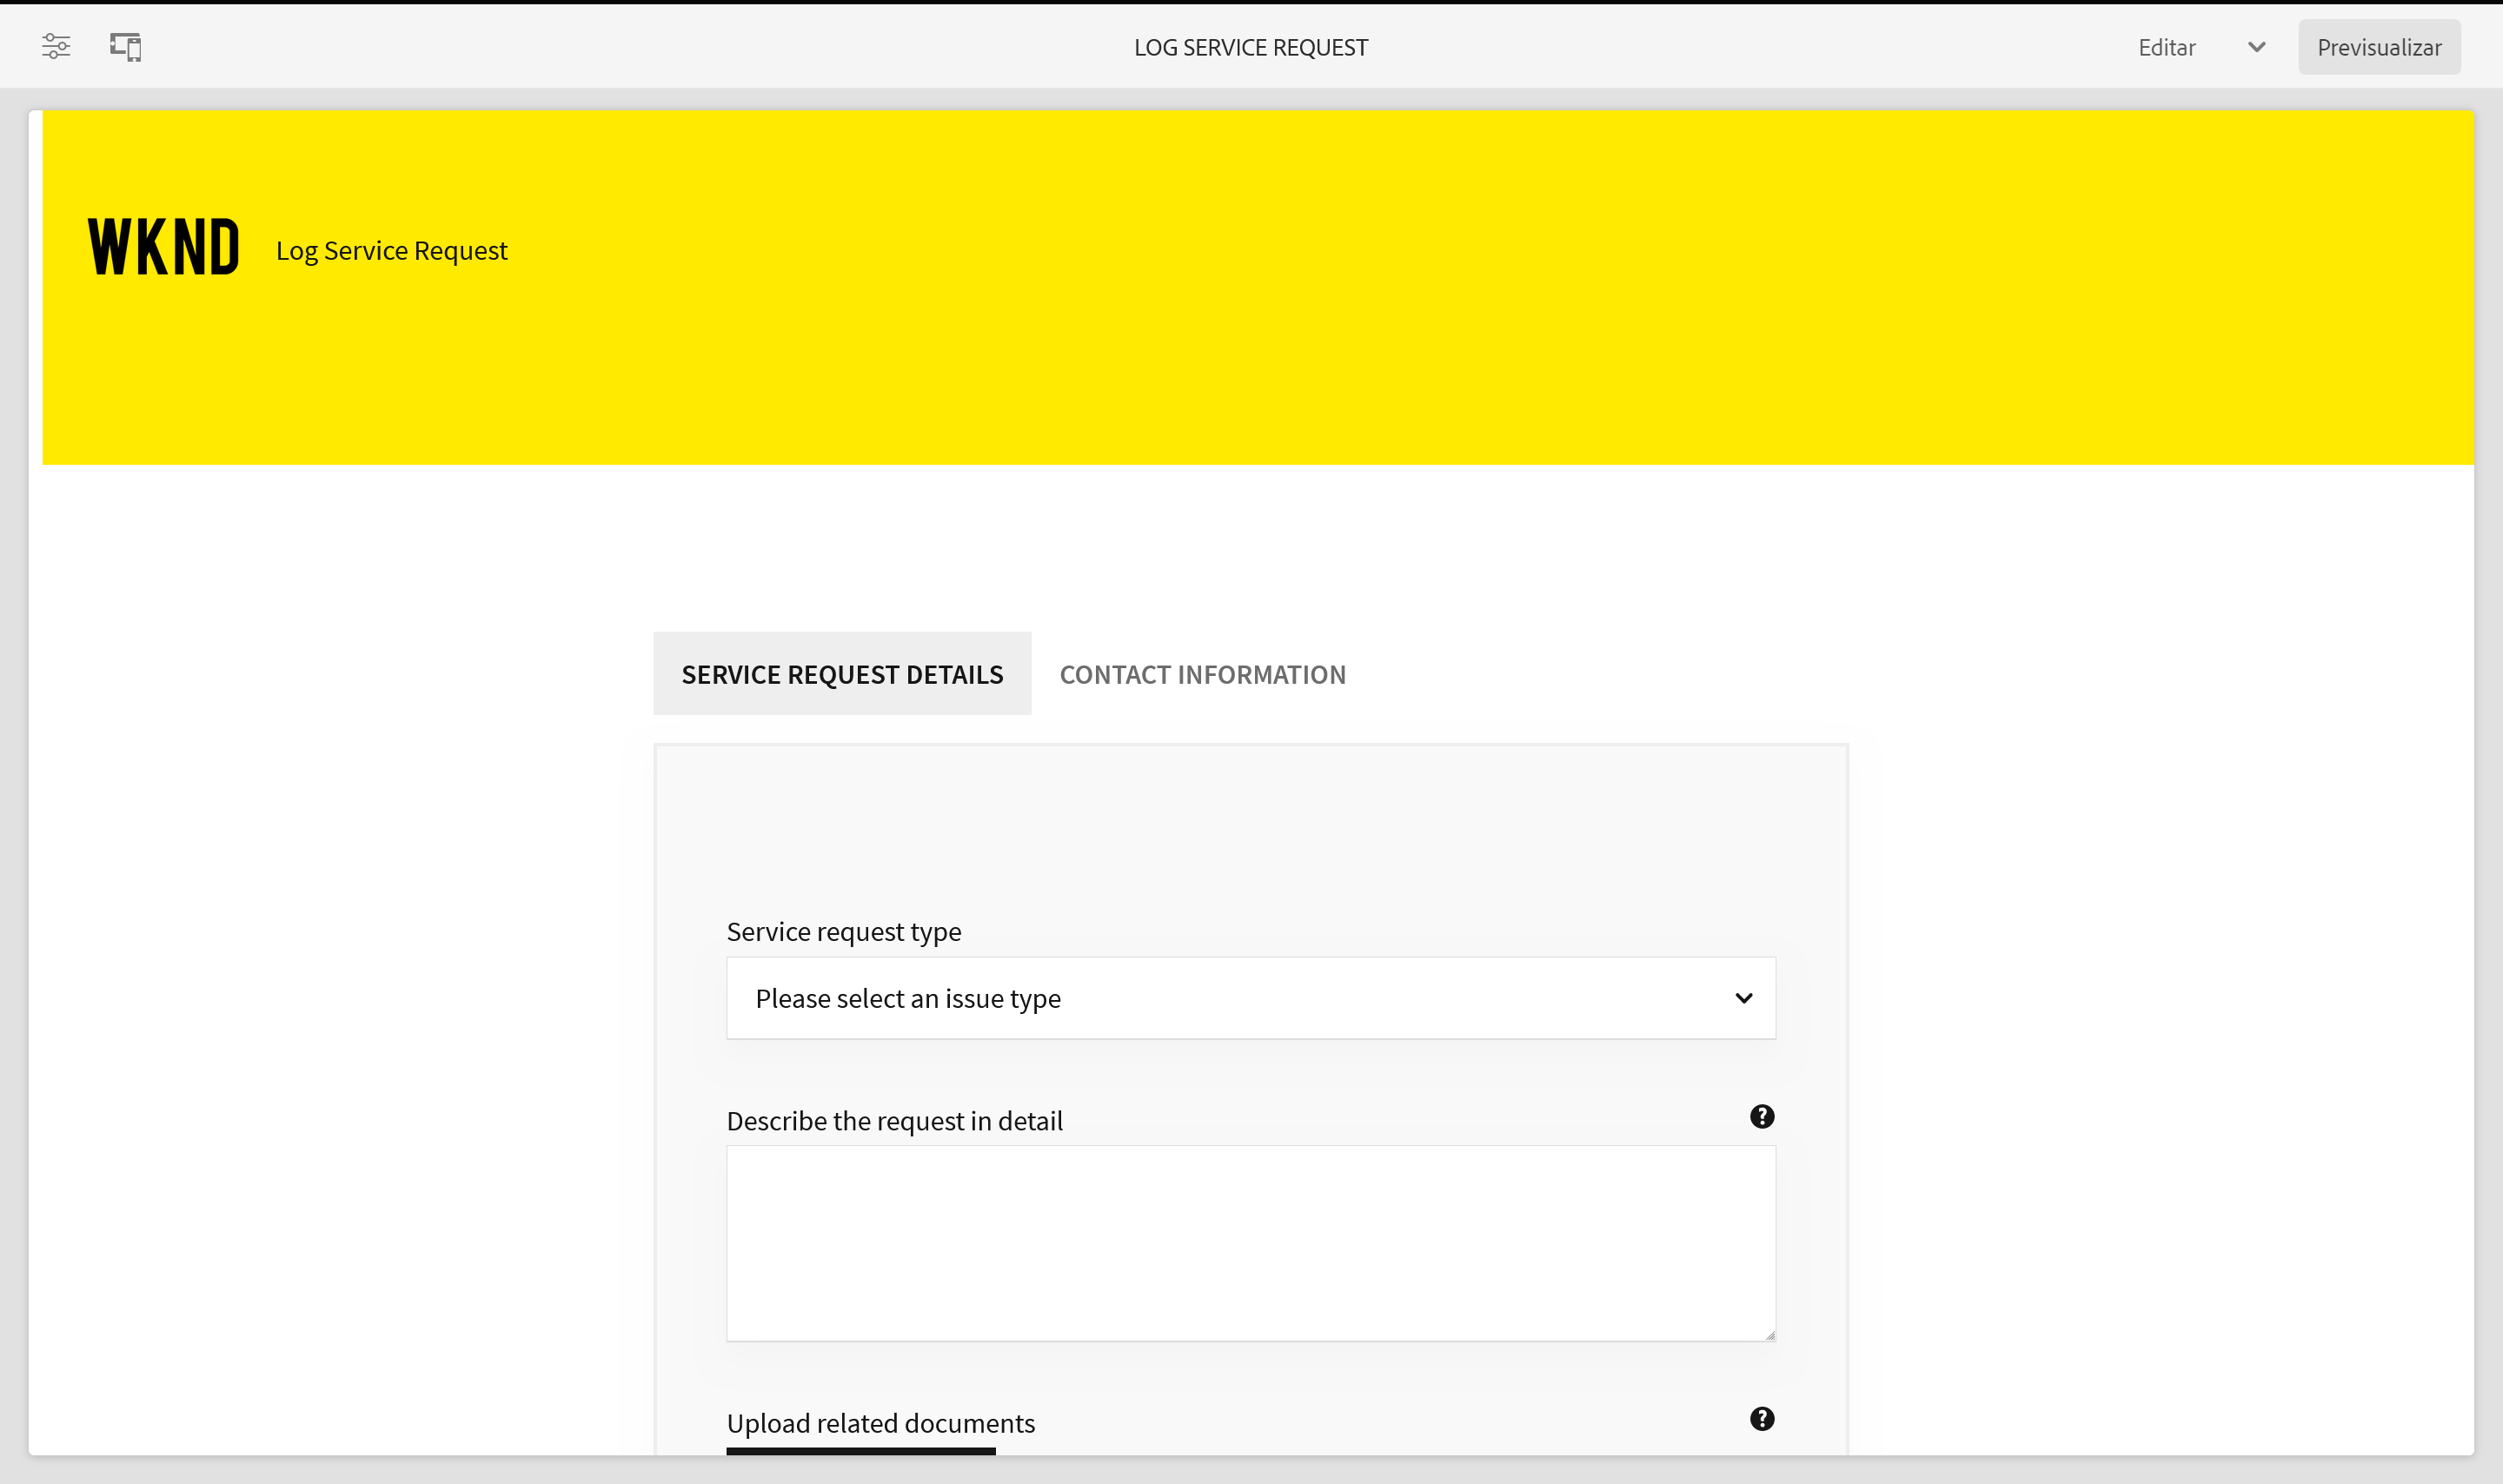 LOG SERVICE REQUEST
Editar
Previsualizar
WKND
Log Service Request
SERVICE REQUEST DETAILS
CONTACT INFORMATION
Service request type
Please select an issue type
Describe the request in detail
?
Upload related documents
?